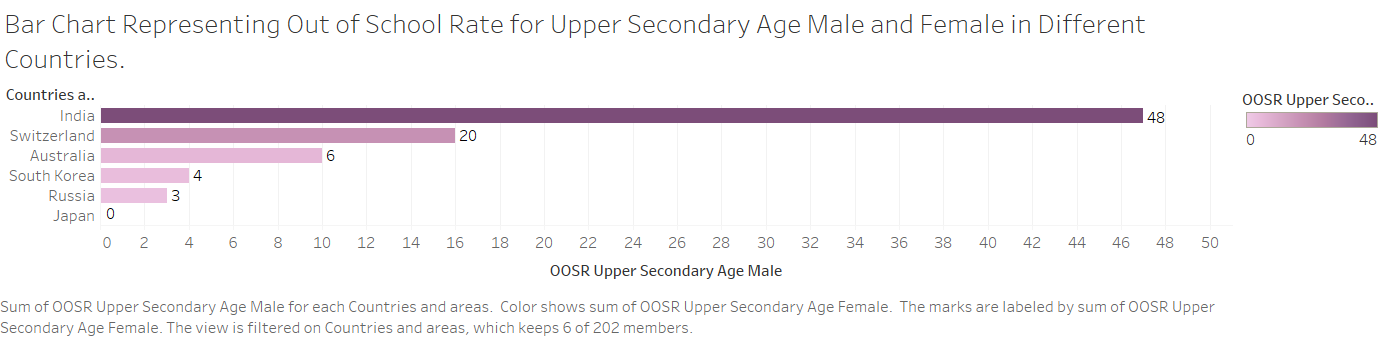 Bar Chart Representing Out of School Rate for Upper Secondary Age Male and Female in Different
Countries.
Countries a..
India 48
Switzerland 20
Australia 6
South Korea 4
Russia 3
Japan 0
0 2 4 6 8 10 12 14 16 18 20 22 24 26 28 30 32 34 36 38 40 42 44 46 48 50
OOSR Upper Secondary Age Male
OOSR Upper Seco..
0 48
Sum of OOSR Upper Secondary Age Male for each Countries and areas.  Color shows sum of OOSR Upper Secondary Age Female.  The marks are labeled by sum of OOSR Upper
Secondary Age Female. The view is filtered on Countries and areas, which keeps 6 of 202 members.